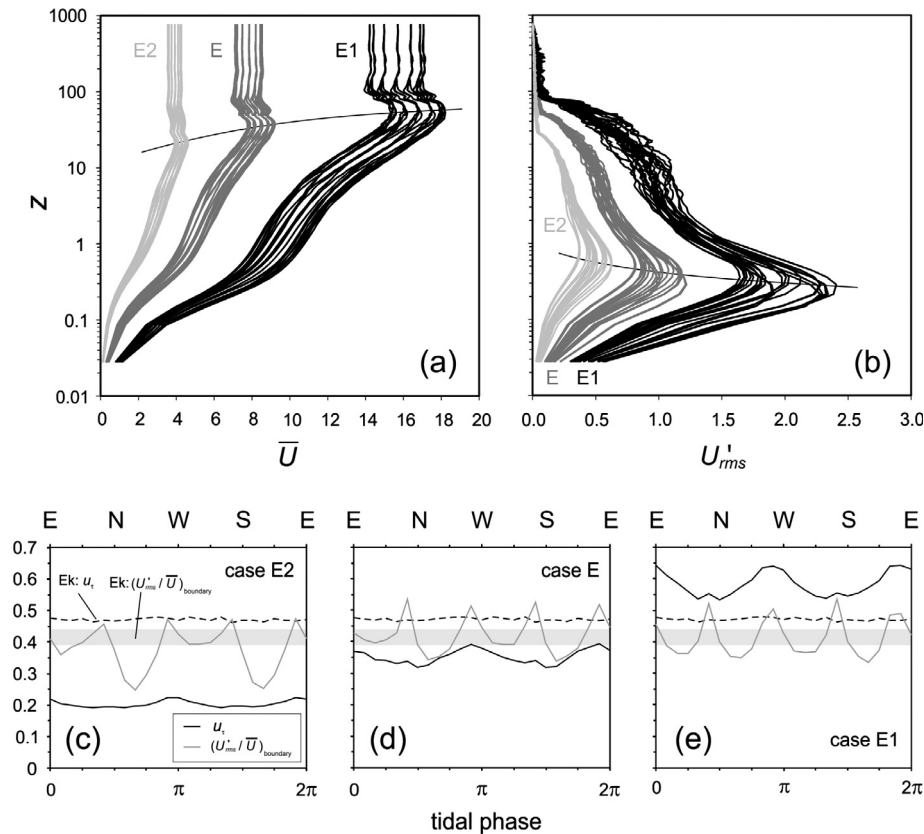 1000
100
10
1
0.1
0.01
z
E2
E
E1
(a)
0 2 4 6 8 10 12 14 16 18 20
U̅
E2
E E1
(b)
0.0 0.5 1.0 1.5 2.0 2.5 3.0
U'rms
E N W S E
E N W S E
E N W S E
0.7
0.6
0.5
0.4
0.3
0.2
0.1
0
Ek: uτ
Ek: (U'rms / U̅)boundary
case E2
(c)
uτ
(U'rms / U̅)boundary
0 π 2π
case E
(d)
0 π 2π
case E1
(e)
0 π 2π
tidal phase